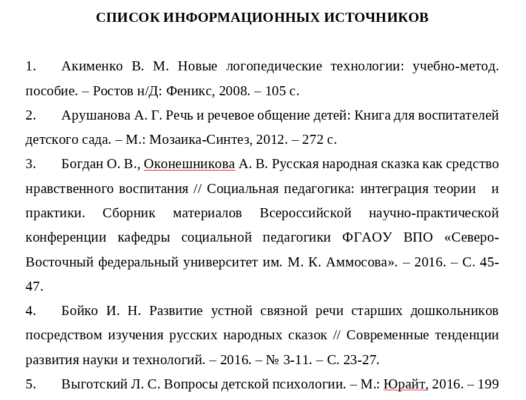 СПИСОК ИНФОРМАЦИОННЫХ ИСТОЧНИКОВ
1. Акименко В. М. Новые логопедические технологии: учебно-метод.
пособие. – Ростов н/Д: Феникс, 2008. – 105 с.
2. Арушанова А. Г. Речь и речевое общение детей: Книга для воспитателей
детского сада. – М.: Мозаика-Синтез, 2012. – 272 с.
3. Богдан О. В., Оконешникова А. В. Русская народная сказка как средство
нравственного воспитания // Социальная педагогика: интеграция теории и
практики. Сборник материалов Всероссийской научно-практической
конференции кафедры социальной педагогики ФГАОУ ВПО «Северо-
Восточный федеральный университет им. М. К. Аммосова». – 2016. – С. 45-
47.
4. Бойко И. Н. Развитие устной связной речи старших дошкольников
посредством изучения русских народных сказок // Современные тенденции
развития науки и технологий. – 2016. – № 3-11. – С. 23-27.
5. Выготский Л. С. Вопросы детской психологии. – М.: Юрайт, 2016. – 199